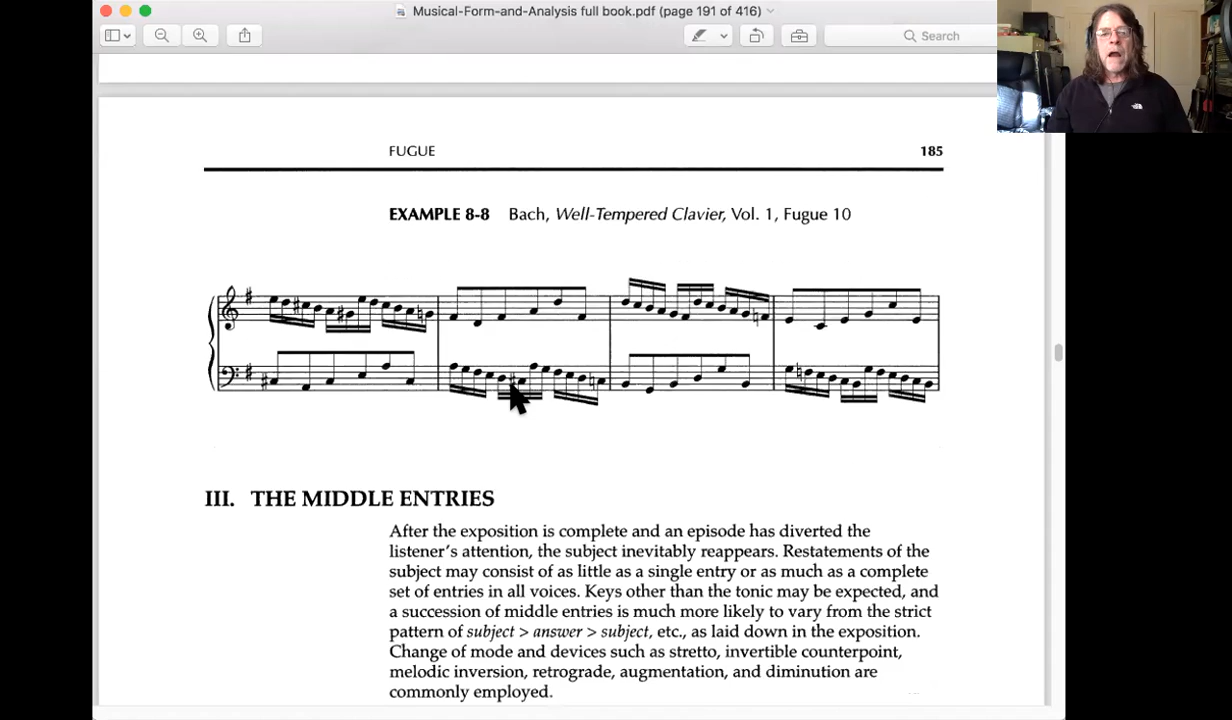 Musical-Form-and-Analysis full book.pdf (page 191 of 416)
Search
FUGUE 185
EXAMPLE 8-8 Bach, Well-Tempered Clavier, Vol. 1, Fugue 10
III. THE MIDDLE ENTRIES
After the exposition is complete and an episode has diverted the
listener's attention, the subject inevitably reappears. Restatements of the
subject may consist of as little as a single entry or as much as a complete
set of entries in all voices. Keys other than the tonic may be expected, and
a succession of middle entries is much more likely to vary from the strict
pattern of subject > answer > subject, etc., as laid down in the exposition.
Change of mode and devices such as stretto, invertible counterpoint,
melodic inversion, retrograde, augmentation, and diminution are
commonly employed.